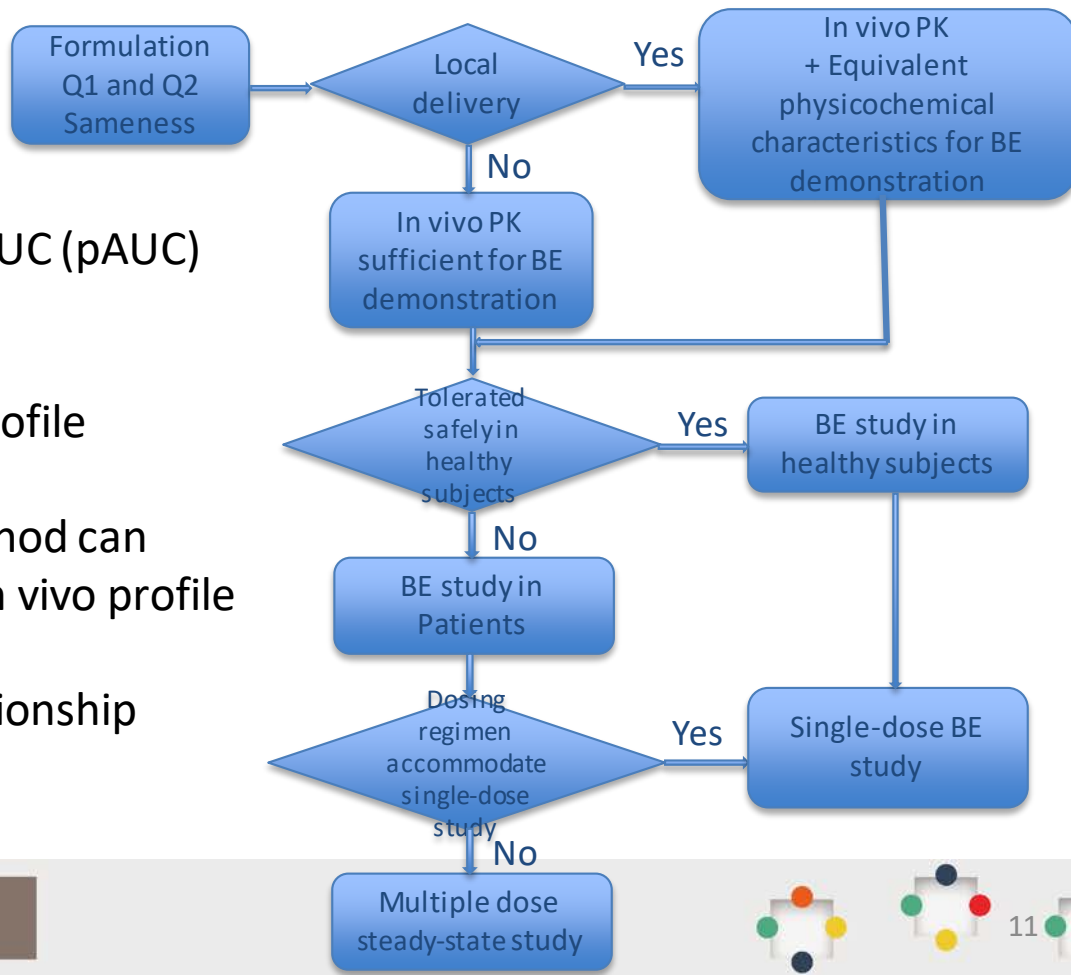 Formulation
Q1 and Q2
Sameness
Local
delivery
Yes
In vivo PK
+ Equivalent
physicochemical
characteristics for BE
demonstration
No
In vivo PK
sufficient for BE
demonstration
UC (pAUC)
ofile
nod can
n vivo profile
ionship
Tolerated
safely in
healthy
subjects
Yes
BE study in
healthy subjects
No
BE study in
Patients
Dosing
regimen
accommodate
single-dose
study
Yes
Single-dose BE
study
No
Multiple dose
steady-state study
11